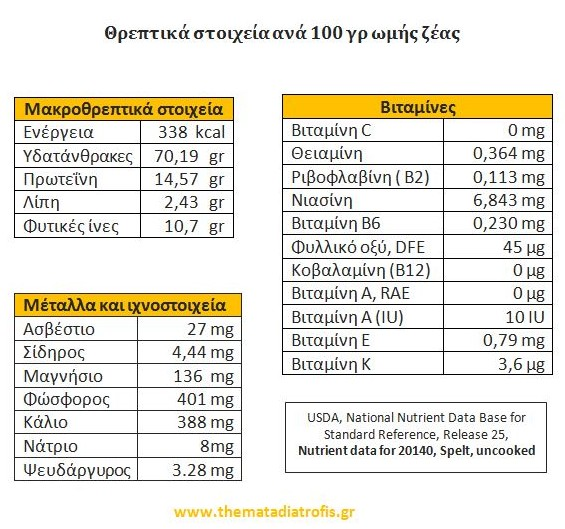 Θρεπτικά στοιχεία ανά 100 γρ ωμής ζέας
Μακροθρεπτικά στοιχεία
Ενέργεια 338 kcal
Υδατάνθρακες 70,19 gr
Πρωτεΐνη 14,57 gr
Λίπη 2,43 gr
Φυτικές ίνες 10,7 gr
Μέταλλα και ιχνοστοιχεία
Ασβέστιο 27 mg
Σίδηρος 4,44 mg
Μαγνήσιο 136 mg
Φώσφορος 401 mg
Κάλιο 388 mg
Νάτριο 8mg
Ψευδάργυρος 3.28 mg
Βιταμίνες
Βιταμίνη C 0 mg
Θειαμίνη 0,364 mg
Ριβοφλαβίνη ( B2) 0,113 mg
Νιασίνη 6,843 mg
Βιταμίνη B6 0,230 mg
Φυλλικό οξύ, DFE 45 μg
Κοβαλαμίνη (B12) 0 μg
Βιταμίνη A, RAE 0 μg
Βιταμίνη A (IU) 10 IU
Βιταμίνη E 0,79 mg
Βιταμίνη K 3,6 μg
USDA, National Nutrient Data Base for
Standard Reference, Release 25,
Nutrient data for 20140, Spelt, uncooked
www.thematadiatrofis.gr